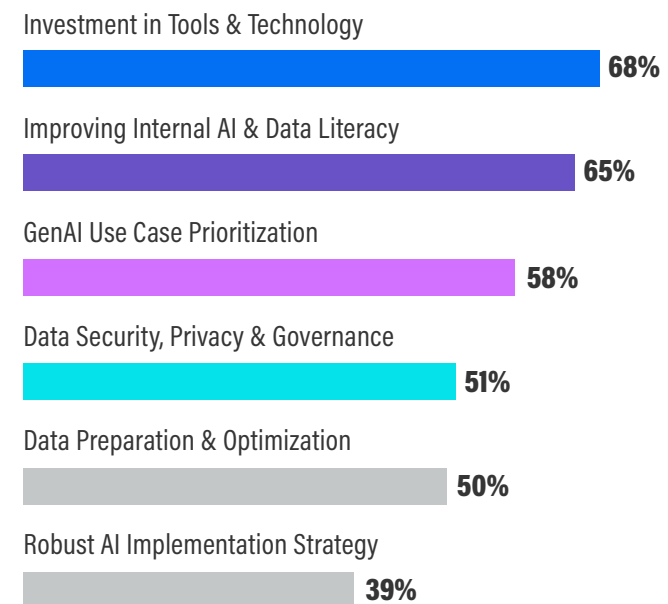 Investment in Tools & Technology
68%
Improving Internal AI & Data Literacy
65%
GenAI Use Case Prioritization
58%
Data Security, Privacy & Governance
51%
Data Preparation & Optimization
50%
Robust AI Implementation Strategy
39%